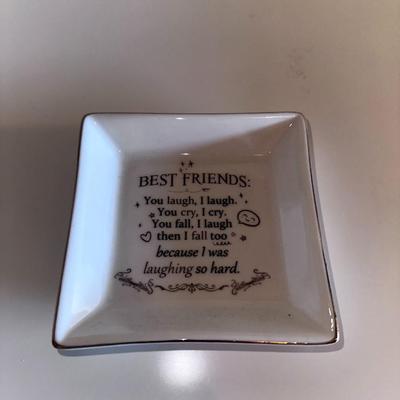 BEST FRIENDS:
You laugh, I laugh.
You cry, I cry.
You fall, I laugh
then I fall too
because I was
laughing so hard.